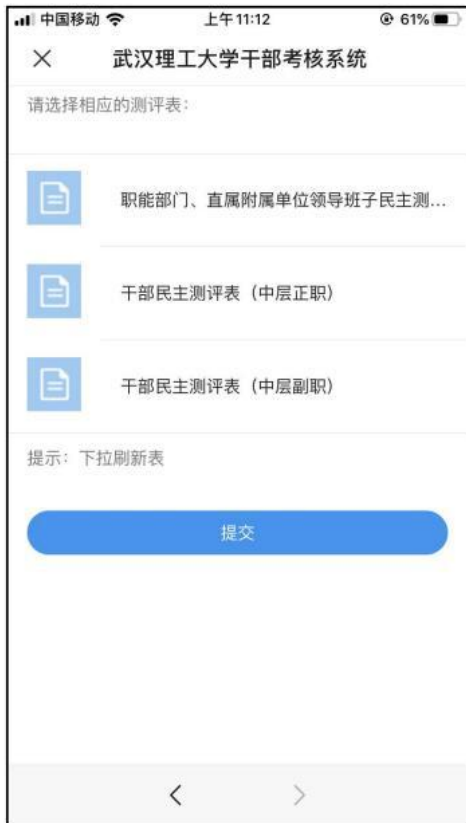 中国移动 上午11:12 61%
武汉理工大学干部考核系统
请选择相应的测评表：
职能部门、直属附属单位领导班子民主测...
干部民主测评表（中层正职）
干部民主测评表（中层副职）
提示：下拉刷新表
提交